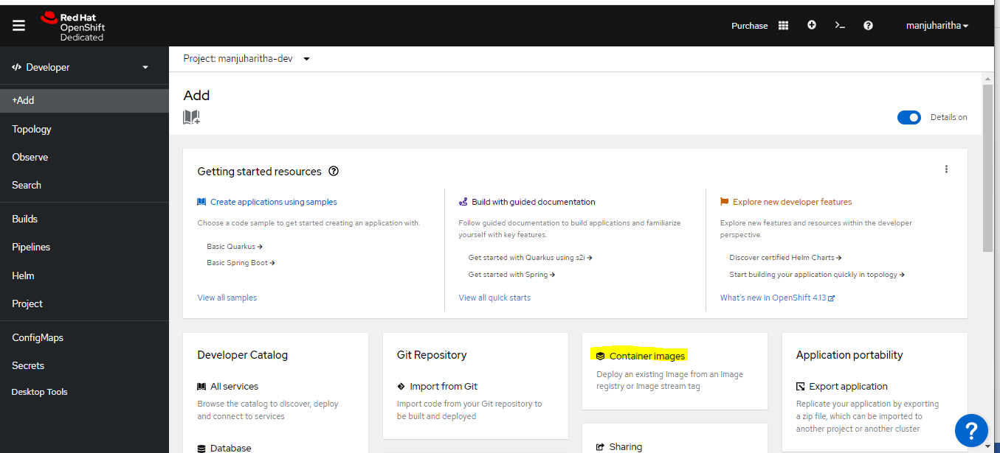 Red Hat
OpenShift
Dedicated
Purchase
manjuharitha
Developer
Project: manjuharitha-dev
+Add
Topology
Observe
Search
Builds
Pipelines
Helm
Project
ConfigMaps
Secrets
Desktop Tools
Add
Details on
Getting started resources
Create applications using samples
Choose a code sample to get started creating an application with.
Basic Quarkus
Basic Spring Boot
View all samples
Build with guided documentation
Follow guided documentation to build applications and familiarize
yourself with key features.
Get started with Quarkus using s2i
Get started with Spring
View all quick starts
Explore new developer features
Explore new features and resources within the developer
perspective.
Discover certified Helm Charts
Start building your application quickly in topology
What's new in OpenShift 4.13
Developer Catalog
All services
Browse the catalog to discover, deploy
and connect to services
Database
Git Repository
Import from Git
Import code from your Git repository to
be built and deployed
Container images
Deploy an existing Image from an Image
registry or Image stream tag
Sharing
Application portability
Export application
Replicate your application by exporting
a zip file, which can be imported to
another project or another cluster